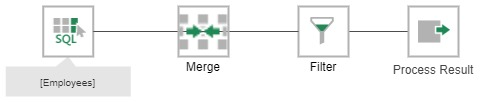 SQL
[Employees]
Merge
Filter
Process Result